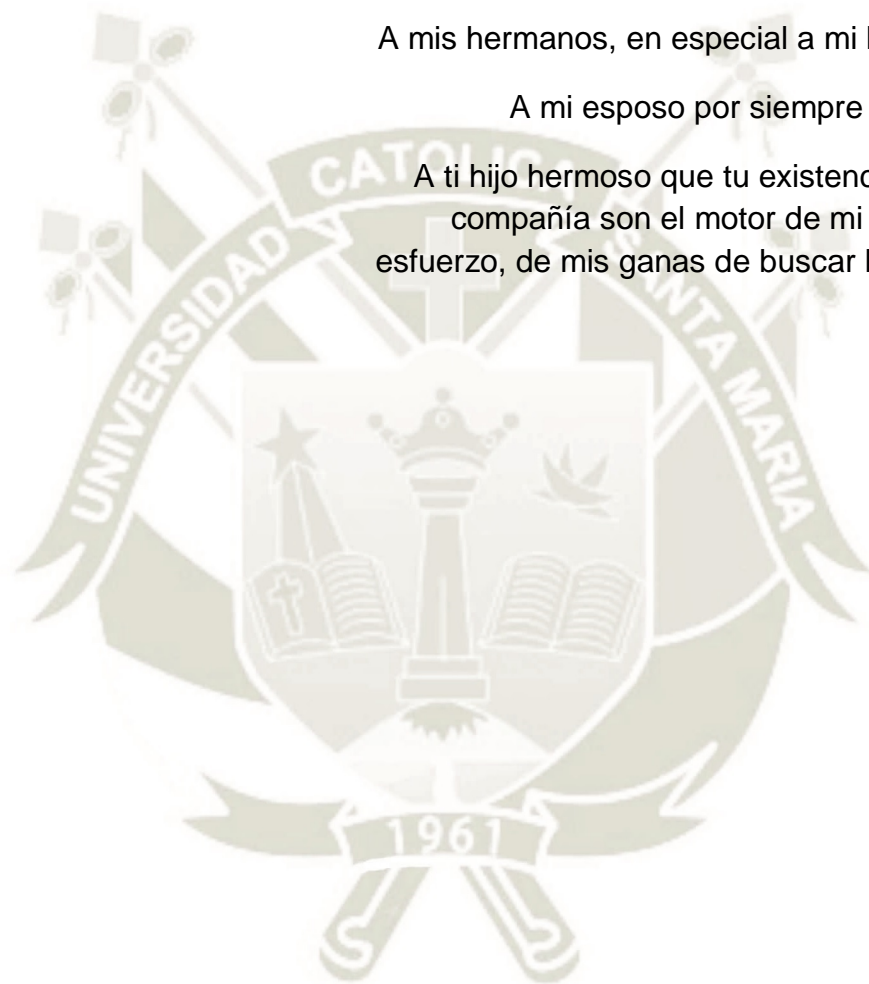 A mis hermanos, en especial a mi
A mi esposo por siempre
A ti hijo hermoso que tu
compañía son el motor de mi
esfuerzo, de mis ganas de buscar
UNIVERSIDAD CATOLICA SANTA MARIA
1961